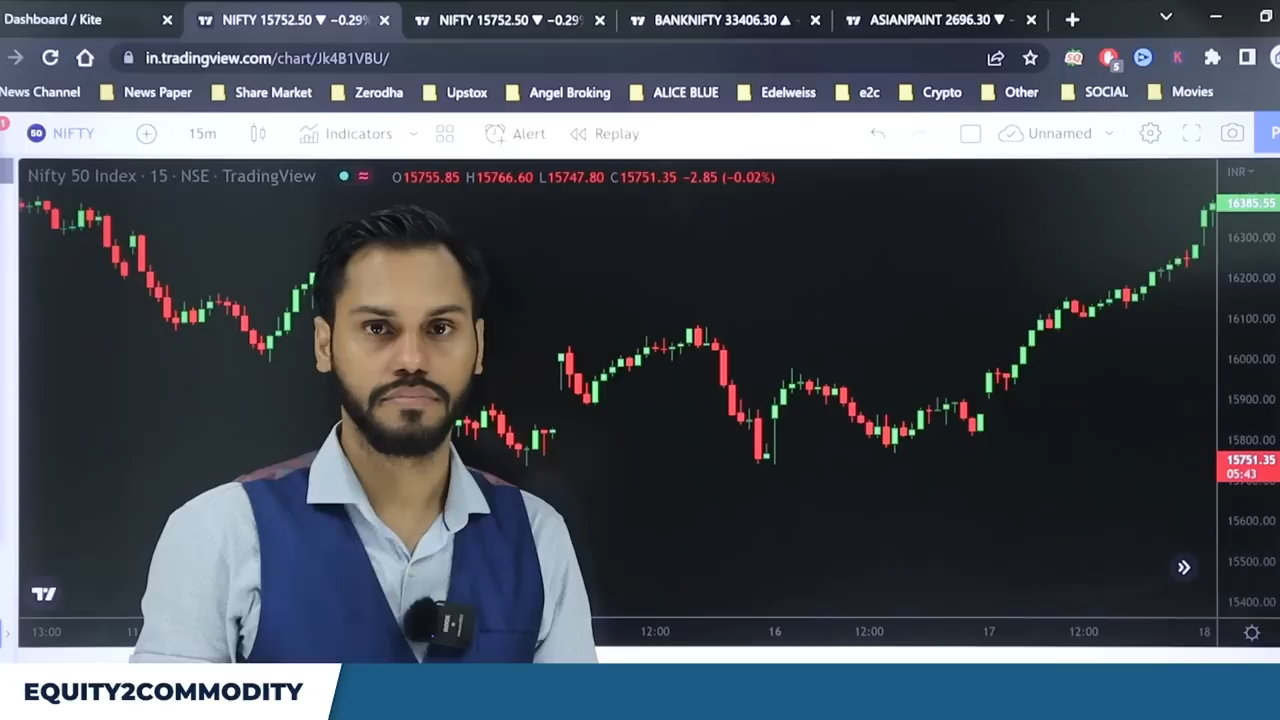 Dashboard / Kite
NIFTY 15752.50 ▼ −0.29%
NIFTY 15752.50 ▼ −0.29%
BANKNIFTY 33406.30 ▲
ASIANPAINT 2696.30 ▼ -
in.tradingview.com/chart/Jk4B1VBU/
SQ
5
K
News Channel
News Paper
Share Market
Zerodha
Upstox
Angel Broking
ALICE BLUE
Edelweiss
e2c
Crypto
Other
SOCIAL
Movies
1
50 NIFTY
15m
Indicators
Alert
Replay
Unnamed
P
Nifty 50 Index · 15 · NSE · TradingView
O15755.85 H15766.60 L15747.80 C15751.35 −2.85 (−0.02%)
INR
16385.55
16300.00
16200.00
16100.00
16000.00
15900.00
15800.00
15751.35
05:43
15600.00
15500.00
15400.00
13:00
12:00
16
12:00
17
12:00
18
EQUITY2COMMODITY